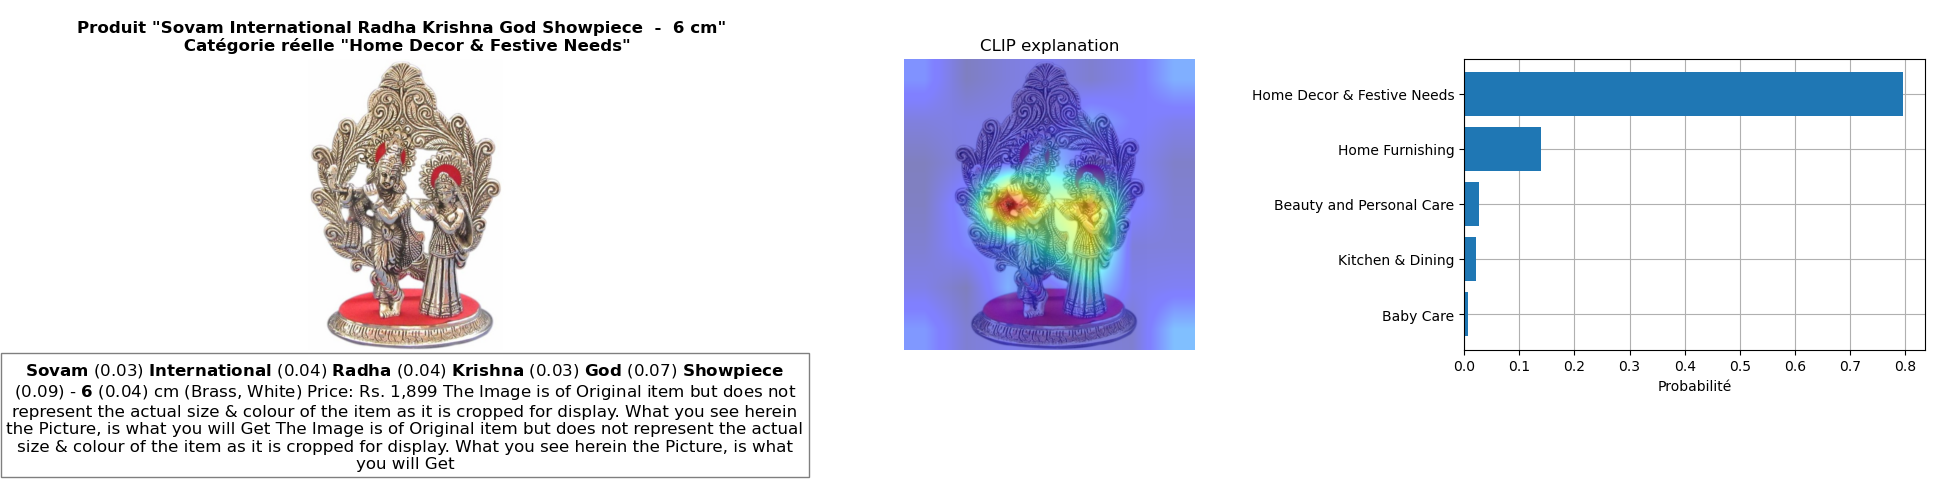 Produit "Sovam International Radha Krishna God Showpiece  -  6 cm"
Catégorie réelle "Home Decor & Festive Needs"
Sovam (0.03) International (0.04) Radha (0.04) Krishna (0.03) God (0.07) Showpiece
(0.09) - 6 (0.04) cm (Brass, White) Price: Rs. 1,899 The Image is of Original item but does not
represent the actual size & colour of the item as it is cropped for display. What you see herein
the Picture, is what you will Get The Image is of Original item but does not represent the actual
size & colour of the item as it is cropped for display. What you see herein the Picture, is what
you will Get
CLIP explanation
Home Decor & Festive Needs
Home Furnishing
Beauty and Personal Care
Kitchen & Dining
Baby Care
0.0 0.1 0.2 0.3 0.4 0.5 0.6 0.7 0.8
Probabilité